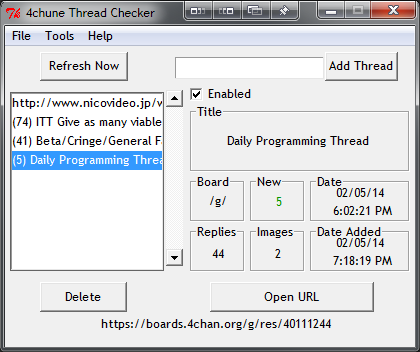 4chune Thread Checker
File Tools Help
Refresh Now
Add Thread
http://www.nicovideo.jp/
(74) ITT Give as many viable
(41) Beta/Cringe/General F
(5) Daily Programming Threa
Enabled
Title
Daily Programming Thread
Board
/g/
New
5
Date
02/05/14
6:02:21 PM
Replies
44
Images
2
Date Added
02/05/14
7:18:19 PM
Delete
Open URL
https://boards.4chan.org/g/res/40111244